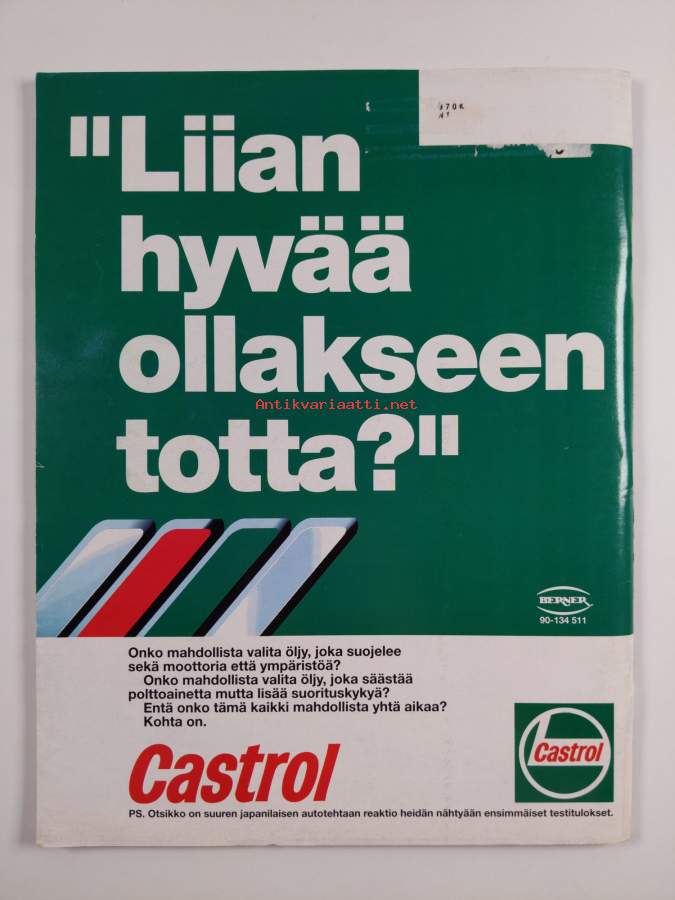 970K
"Liian
hyvää
ollakseen
Antikvariaatti.net
totta?"
BERNER
90-134 511
Onko mahdollista valita öljy, joka suojelee
sekä moottoria että ympäristöä?
Onko mahdollista valita öljy, joka säästää
polttoainetta mutta lisää suorituskykyä?
Entä onko tämä kaikki mahdollista yhtä aikaa?
Kohta on.
Castrol
Castrol
PS. Otsikko on suuren japanilaisen autotehtaan reaktio heidän nähtyään ensimmäiset testitulokset.